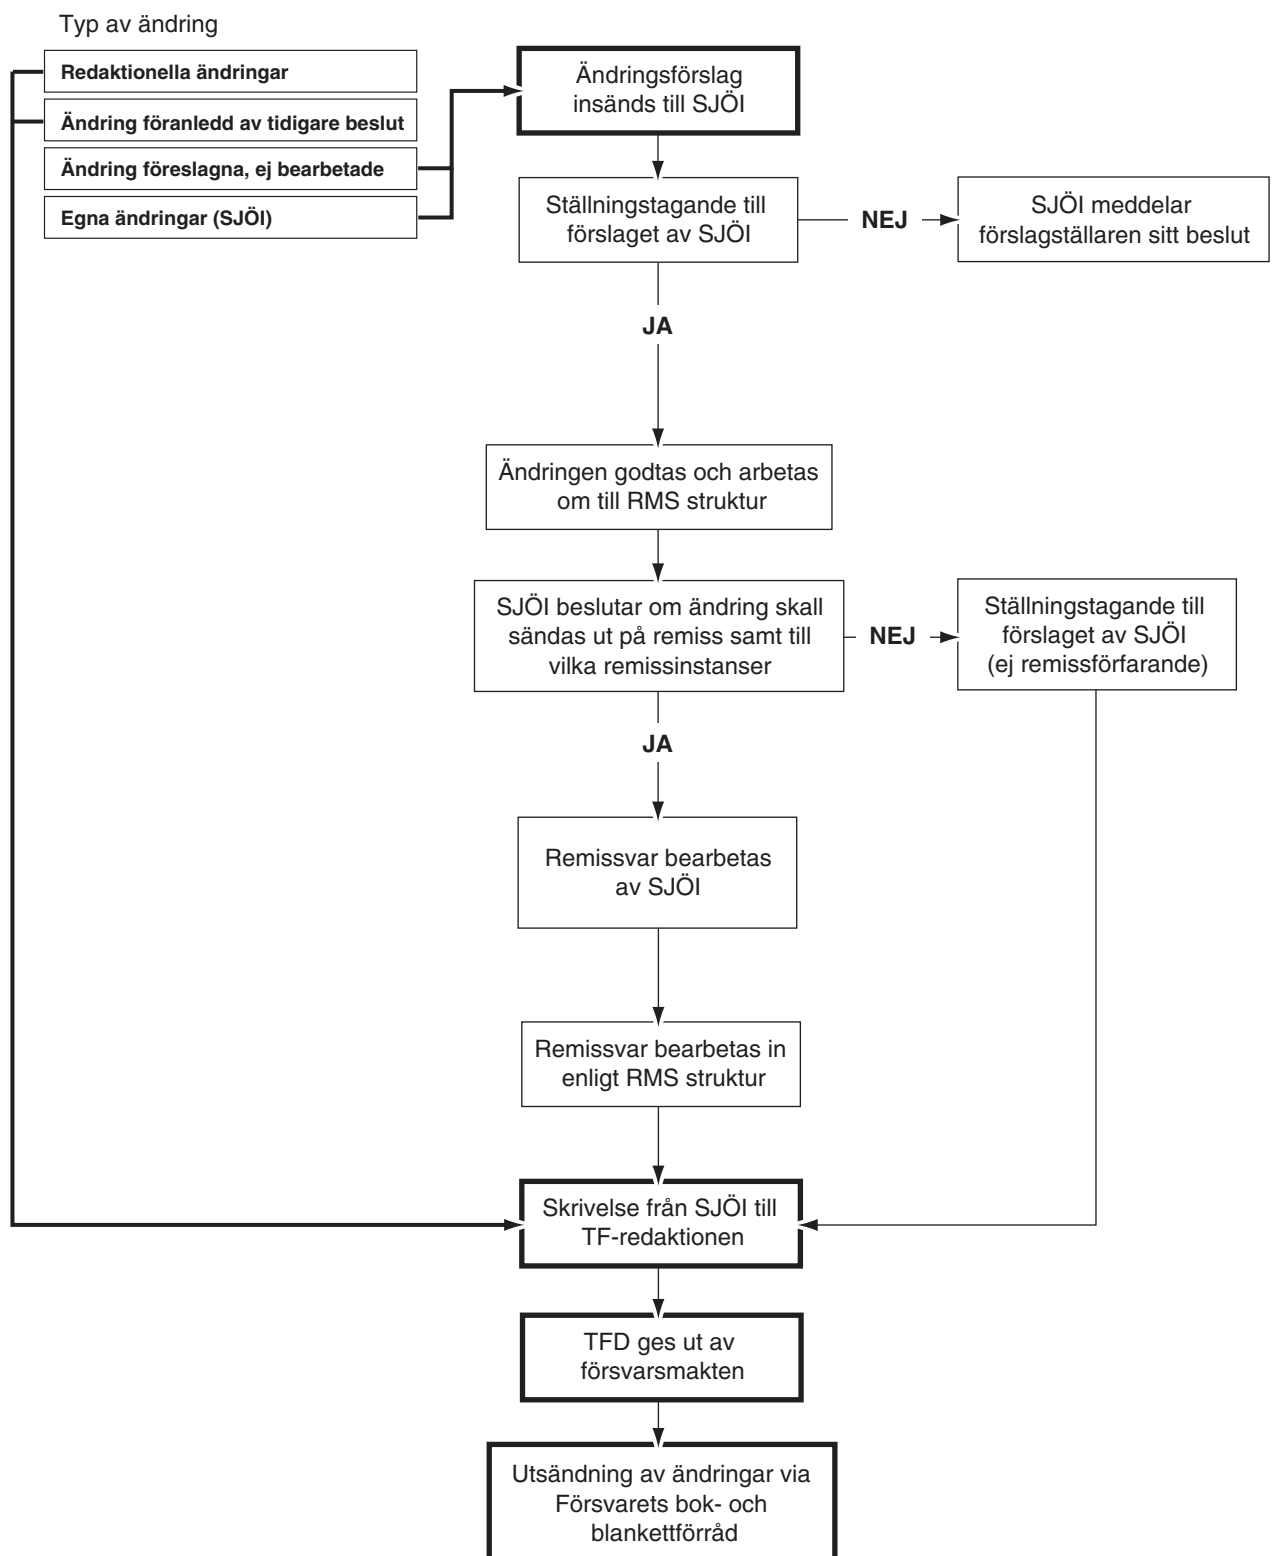 Typ av ändring
Redaktionella ändringar
Ändring föranledd av tidigare beslut
Ändring föreslagna, ej bearbetade
Egna ändringar (SJÖI)
Ändringsförslag
insänds till SJÖI
Ställningstagande till
förslaget av SJÖI
NEJ
SJÖI meddelar
förslagställaren sitt beslut
JA
Ändringen godtas och arbetas
om till RMS struktur
SJÖI beslutar om ändring skall
sändas ut på remiss samt till
vilka remissinstanser
NEJ
Ställningstagande till
förslaget av SJÖI
(ej remissförfarande)
JA
Remissvar bearbetas
av SJÖI
Remissvar bearbetas in
enligt RMS struktur
Skrivelse från SJÖI till
TF-redaktionen
TFD ges ut av
försvarsmakten
Utsändning av ändringar via
Försvarets bok- och
blankettförråd